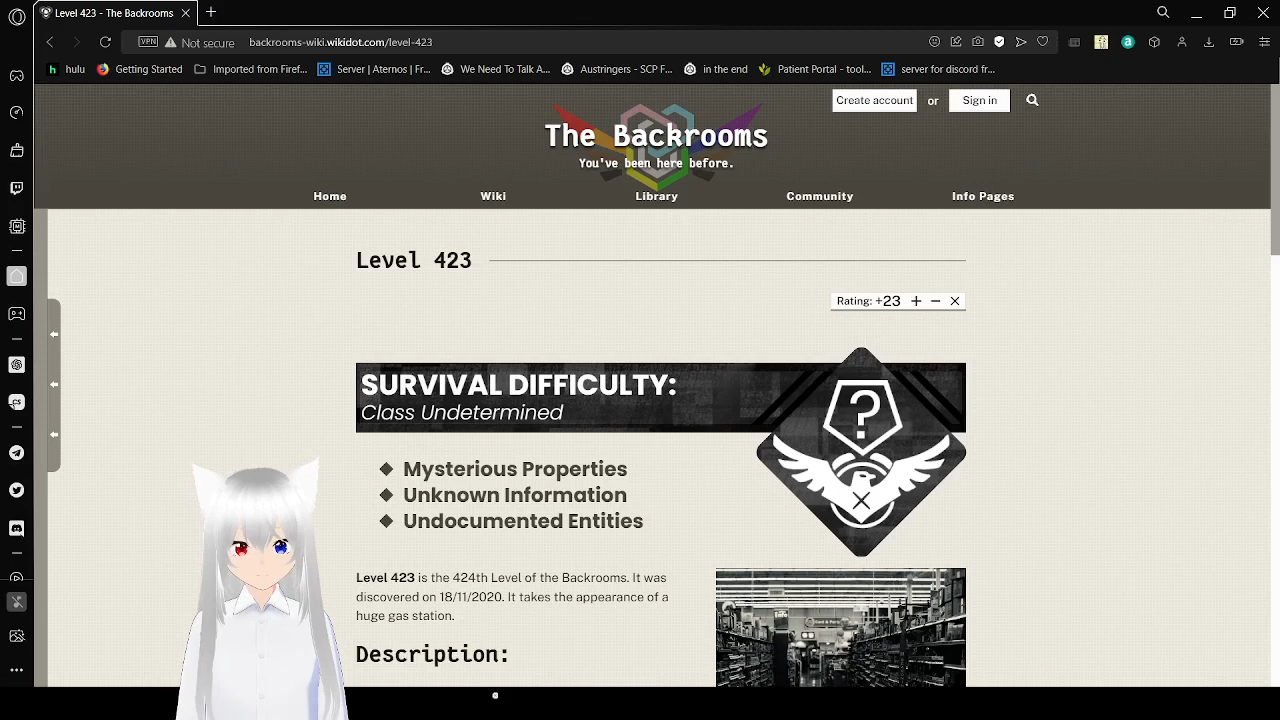 Level 423 - The Backrooms
VPN
Not secure
backrooms-wiki.wikidot.com/level-423
hulu
Getting Started
Imported from Firef...
Server | Aternos | Fr...
We Need To Talk A...
Austringers - SCP F...
in the end
Patient Portal - tool...
server for discord fr...
Create account or Sign in
The Backrooms
You've been here before.
Home Wiki Library Community Info Pages
Level 423
Rating: +23 + − ×
SURVIVAL DIFFICULTY:
Class Undetermined
?
Mysterious Properties
Unknown Information
Undocumented Entities
Level 423 is the 424th Level of the Backrooms. It was
discovered on 18/11/2020. It takes the appearance of a
huge gas station.
Description: